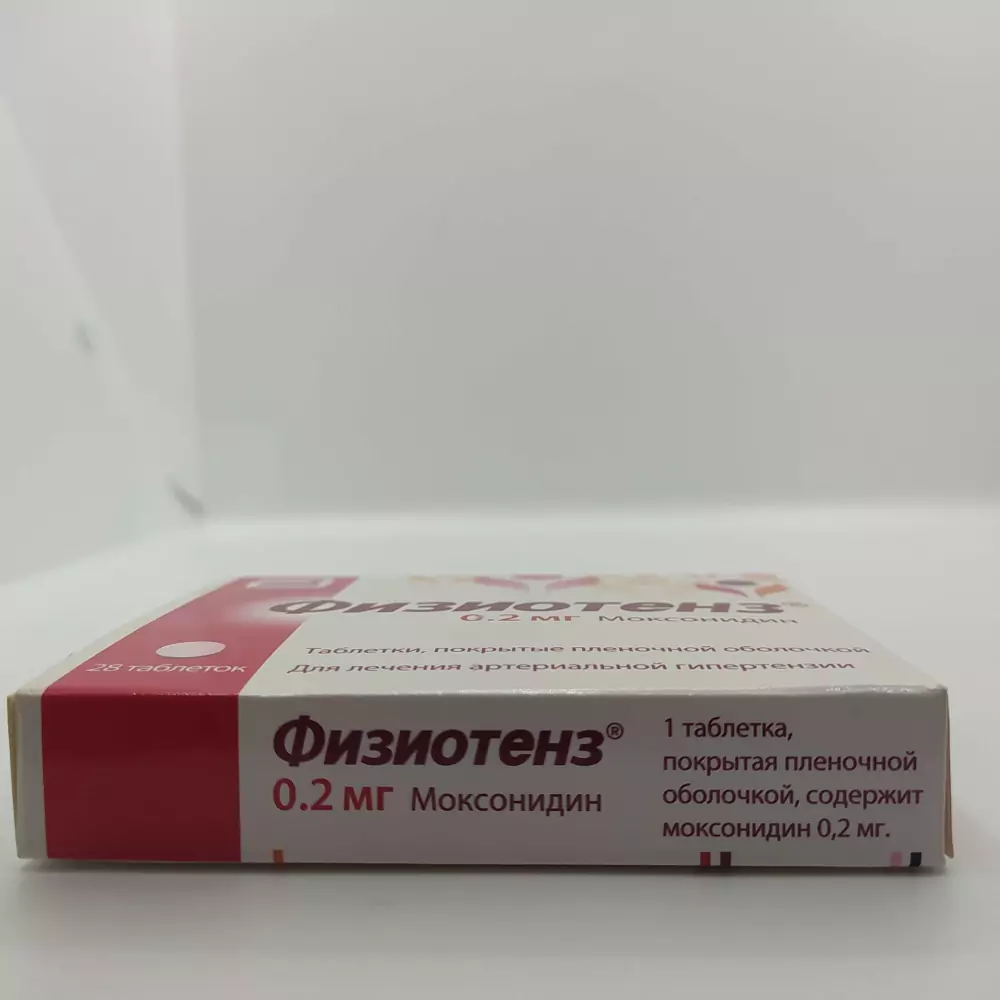 Физиотенз®
0.2 мг Моксонидин
Таблетки, покрытые пленочной оболочкой
Для лечения артериальной гипертензии
28 таблеток
Физиотенз®
0.2 мг Моксонидин
1 таблетка,
покрытая пленочной
оболочкой, содержит
моксонидин 0,2 мг.